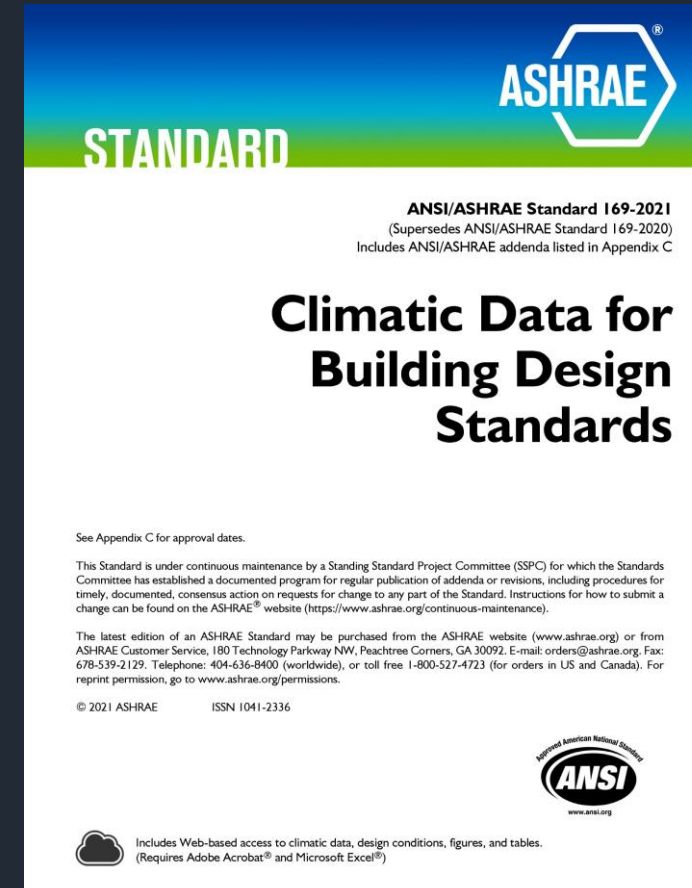 ASHRAE®
STANDARD
ANSI/ASHRAE Standard 169-2021
(Supersedes ANSI/ASHRAE Standard 169-2020)
Includes ANSI/ASHRAE addenda listed in Appendix C
Climatic Data for
Building Design
Standards
See Appendix C for approval dates.
This Standard is under continuous maintenance by a Standing Standard Project Committee (SSPC) for which the Standards
Committee has established a documented program for regular publication of addenda or revisions, including procedures for
timely, documented, consensus action on requests for change to any part of the Standard. Instructions for how to submit a
change can be found on the ASHRAE® website (https://www.ashrae.org/continuous-maintenance).
The latest edition of an ASHRAE Standard may be purchased from the ASHRAE website (www.ashrae.org) or from
ASHRAE Customer Service, 180 Technology Parkway NW, Peachtree Corners, GA 30092. E-mail: orders@ashrae.org. Fax:
678-539-2129. Telephone: 404-636-8400 (worldwide), or toll free 1-800-527-4723 (for orders in US and Canada). For
reprint permission, go to www.ashrae.org/permissions.
© 2021 ASHRAE ISSN 1041-2336
Approved American National Standard
ANSI
www.ansi.org
Includes Web-based access to climatic data, design conditions, figures, and tables.
(Requires Adobe Acrobat® and Microsoft Excel®)